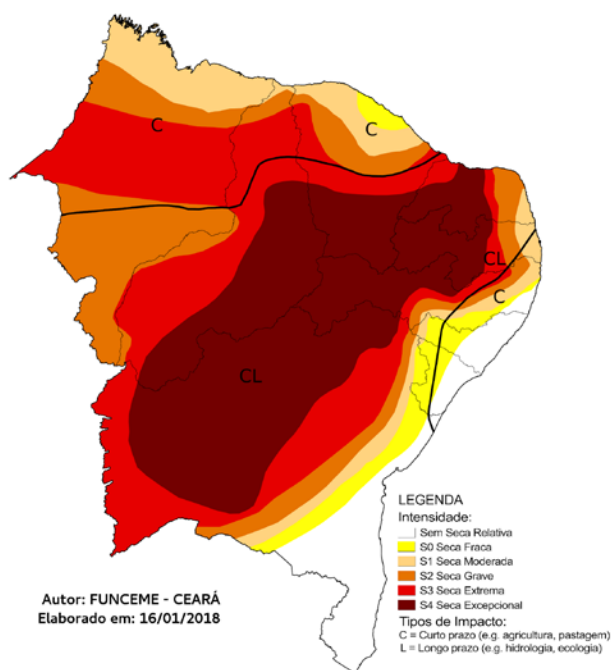 C
C
CL
C
CL
LEGENDA
Intensidade:
Sem Seca Relativa
S0 Seca Fraca
S1 Seca Moderada
S2 Seca Grave
S3 Seca Extrema
S4 Seca Excepcional
Tipos de Impacto:
C = Curto prazo (e.g. agricultura, pastagem)
L = Longo prazo (e.g. hidrologia, ecologia)
Autor: FUNCEME - CEARÁ
Elaborado em: 16/01/2018